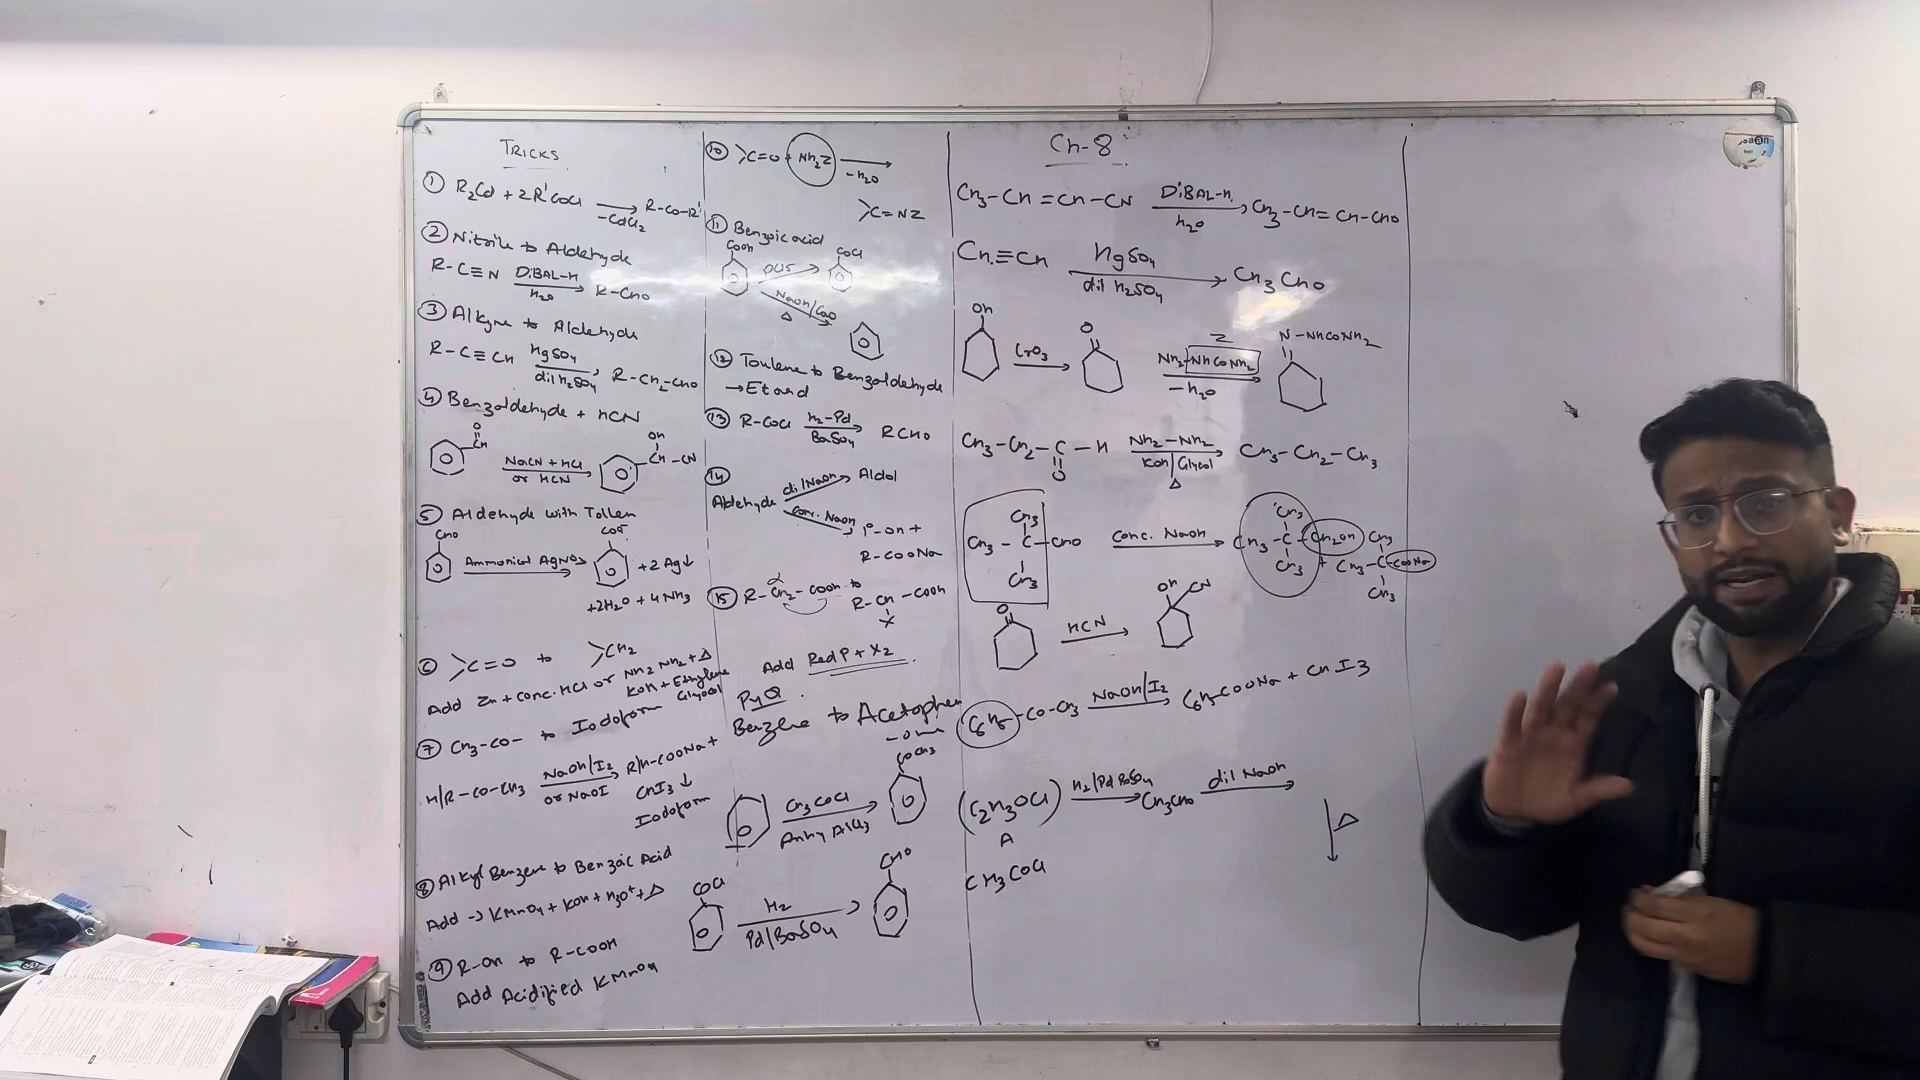 TRICKS
① R₂Cd + 2R'COCl → R-CO-R'
-CdCl₂
② Nitrile to Aldehyde
R-C≡N DIBAL-H → R-CHO
H₂O
③ Alkyne to Aldehyde
R-C≡CH HgSO₄ → R-CH₂-CHO
dil H₂SO₄
4) Benzaldehyde + HCN
O
CH
NaCN + HCl →
or HCN
OH
CH-CN
⑤ Aldehyde with Tollen
CHO
Ammonical AgNO₃ →
COO⁻
+2Ag↓
+2H₂O + 4NH₃
⑥ >C=O to >CH₂
Add Zn + conc. HCl or NH₂NH₂ + Δ
KOH + Ethylene
Glycol
⑦ CH₃-CO- to Iodoform
H/R-CO-CH₃ NaOH/I₂ → R/H-COONa +
or NaOI
CHI₃↓
Iodoform
⑧ Alkyl Benzene to Benzoic Acid
Add → KMnO₄ + KOH + H₃O⁺ + Δ
⑨ R-OH to R-COOH
Add Acidified KMnO₄
⑩ >C=O + NH₂Z →
-H₂O
>C=NZ
⑪ Benzoic acid
COOH
PCl5 →
COCl
NaOH/CaO →
Δ
⑫ Toulene to Benzaldehyde
→ Etard
⑬ R-COCl H₂-Pd → RCHO
BaSO₄
⑭
Aldehyde dil NaOH → Aldol
conc. NaOH → R-OH +
R-COONa
⑮ R-CH₂-COOH to
α
R-CH-COOH
X
Add Red P + X₂
PYQ
Benzene to Acetophen
-one
CH₃COCl →
Anhy AlCl₃
COCH₃
COCl
H₂ →
Pd/BaSO₄
CHO
Ch-8
CH₃-CH=CH-CN DIBAL-H → CH₃-CH=CH-CHO
H₂O
CH≡CH HgSO₄ → CH₃CHO
dil H₂SO₄
OH
CrO₃ →
O
Z
NH₂-NHCONH₂ →
-H₂O
N-NHCONH₂
CH₃-CH₂-C-H NH₂-NH₂ → CH₃-CH₂-CH₃
O
KOH/Glycol
Δ
CH₃
CH₃-C-CHO conc. NaOH →
CH₃
CH₃
CH₃-C-CH₂OH
CH₃
+
CH₃
CH₃-C-COONa
CH₃
O
HCN →
OH
CN
C₆H₅-CO-CH₃ NaOH/I₂ → C₆H₅COONa + CHI₃
(C₂H₃OCl) H₂/Pd BaSO₄ → CH₃CHO dil NaOH →
A
CH₃COCl
Δ